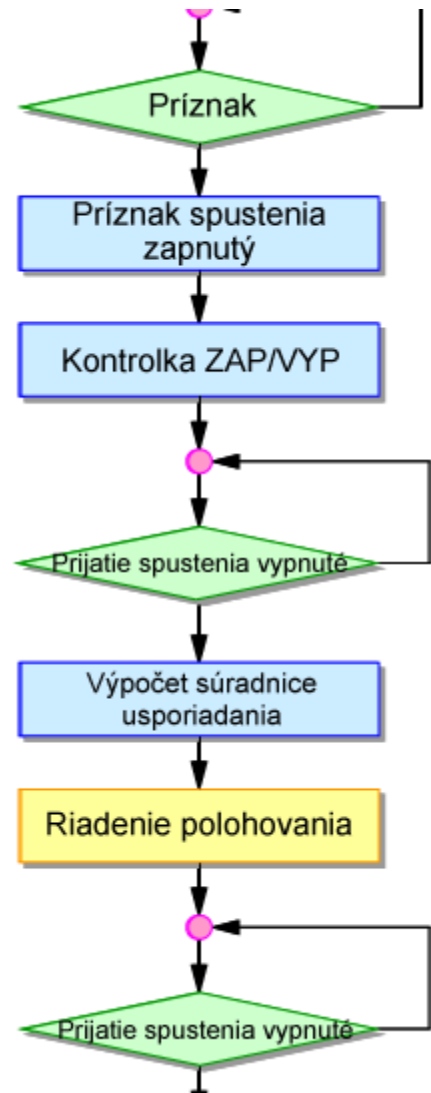 Príznak
Príznak spustenia
zapnutý
Kontrolka ZAP/VYP
Prijatie spustenia vypnuté
Výpočet súradnice
usporiadania
Riadenie polohovania
Prijatie spustenia vypnuté